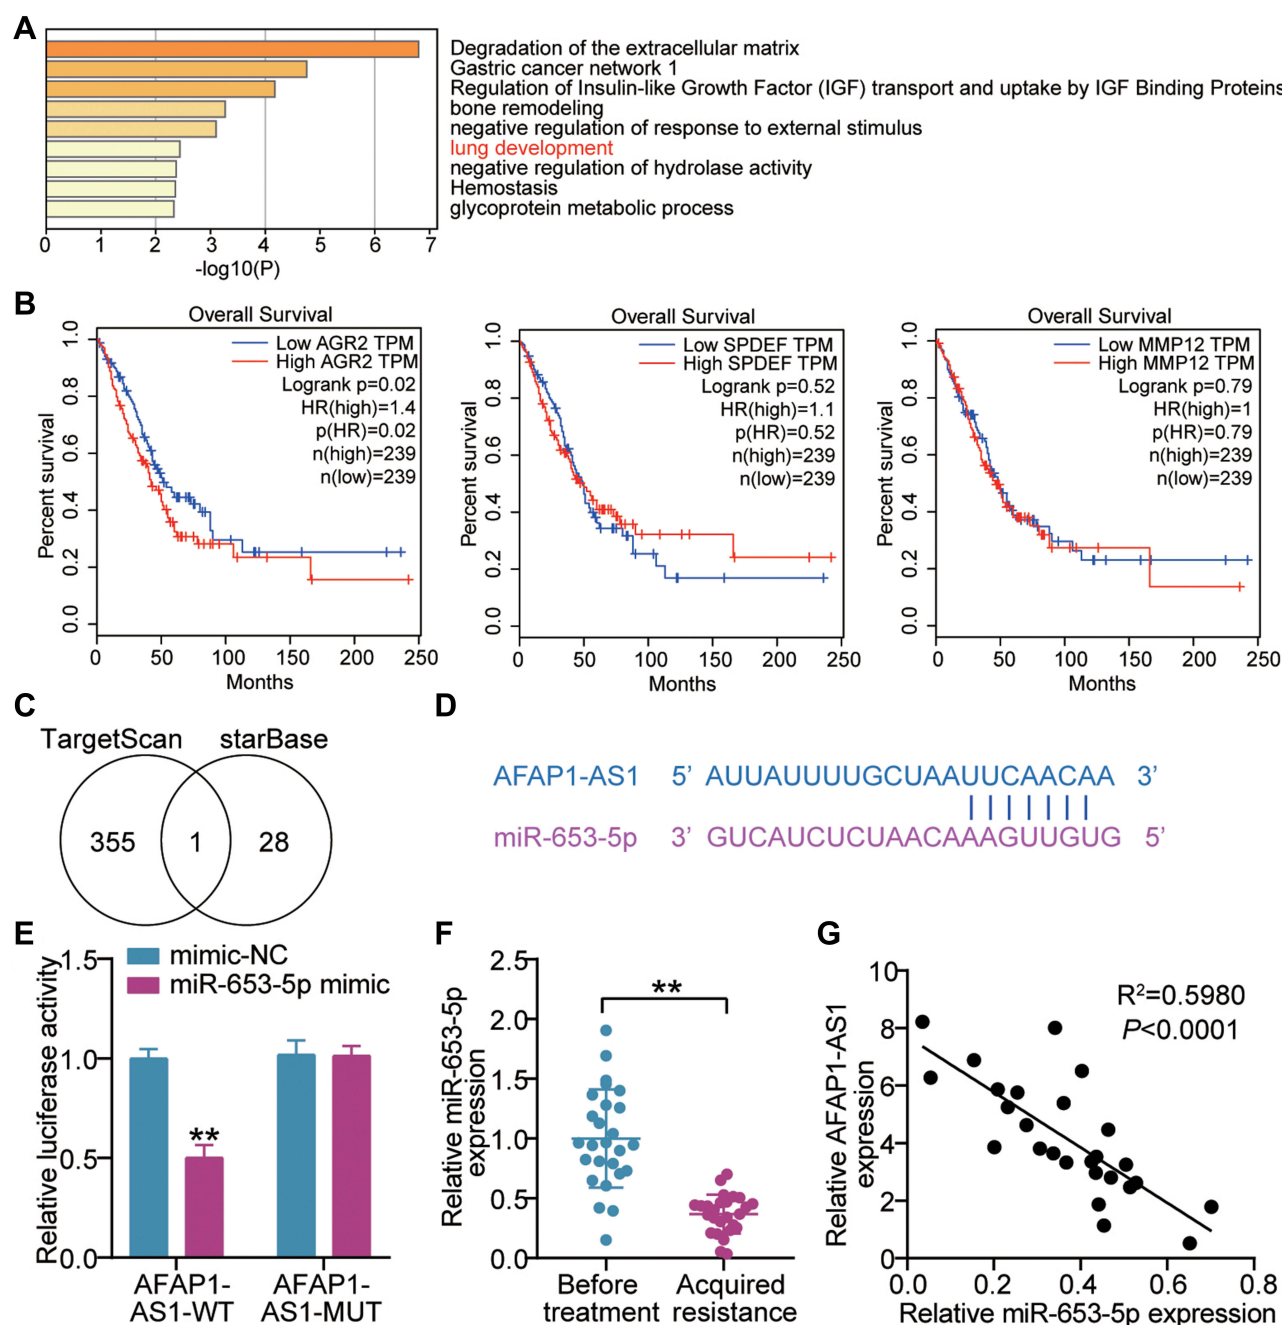 A
Degradation of the extracellular matrix
Gastric cancer network 1
Regulation of Insulin-like Growth Factor (IGF) transport and uptake by IGF Binding Proteins
bone remodeling
negative regulation of response to external stimulus
lung development
negative regulation of hydrolase activity
Hemostasis
glycoprotein metabolic process
0 1 2 3 4 5 6 7
-log10(P)
B
Overall Survival
Low AGR2 TPM
High AGR2 TPM
Logrank p=0.02
HR(high)=1.4
p(HR)=0.02
n(high)=239
n(low)=239
Percent survival
1.0
0.8
0.6
0.4
0.2
0.0
0 50 100 150 200 250
Months
Overall Survival
Low SPDEF TPM
High SPDEF TPM
Logrank p=0.52
HR(high)=1.1
p(HR)=0.52
n(high)=239
n(low)=239
Percent survival
1.0
0.8
0.6
0.4
0.2
0.0
0 50 100 150 200 250
Months
Overall Survival
Low MMP12 TPM
High MMP12 TPM
Logrank p=0.79
HR(high)=1
p(HR)=0.79
n(high)=239
n(low)=239
Percent survival
1.0
0.8
0.6
0.4
0.2
0.0
0 50 100 150 200 250
Months
C
TargetScan starBase
355 1 28
D
AFAP1-AS1 5’ AUUAUUUUGCUAAUUCAACAA 3’
miR-653-5p 3’ GUCAUCUCUAACAAAGUUGUG 5’
E
mimic-NC
miR-653-5p mimic
Relative luciferase activity
1.5
1.0
0.5
0.0
**
AFAP1-
AS1-WT
AFAP1-
AS1-MUT
F
Relative miR-653-5p
expression
2.5
2.0
1.5
1.0
0.5
0.0
**
Before
treatment
Acquired
resistance
G
Relative AFAP1-AS1
expression
10
8
6
4
2
0
R²=0.5980
P<0.0001
0.0 0.2 0.4 0.6 0.8
Relative miR-653-5p expression